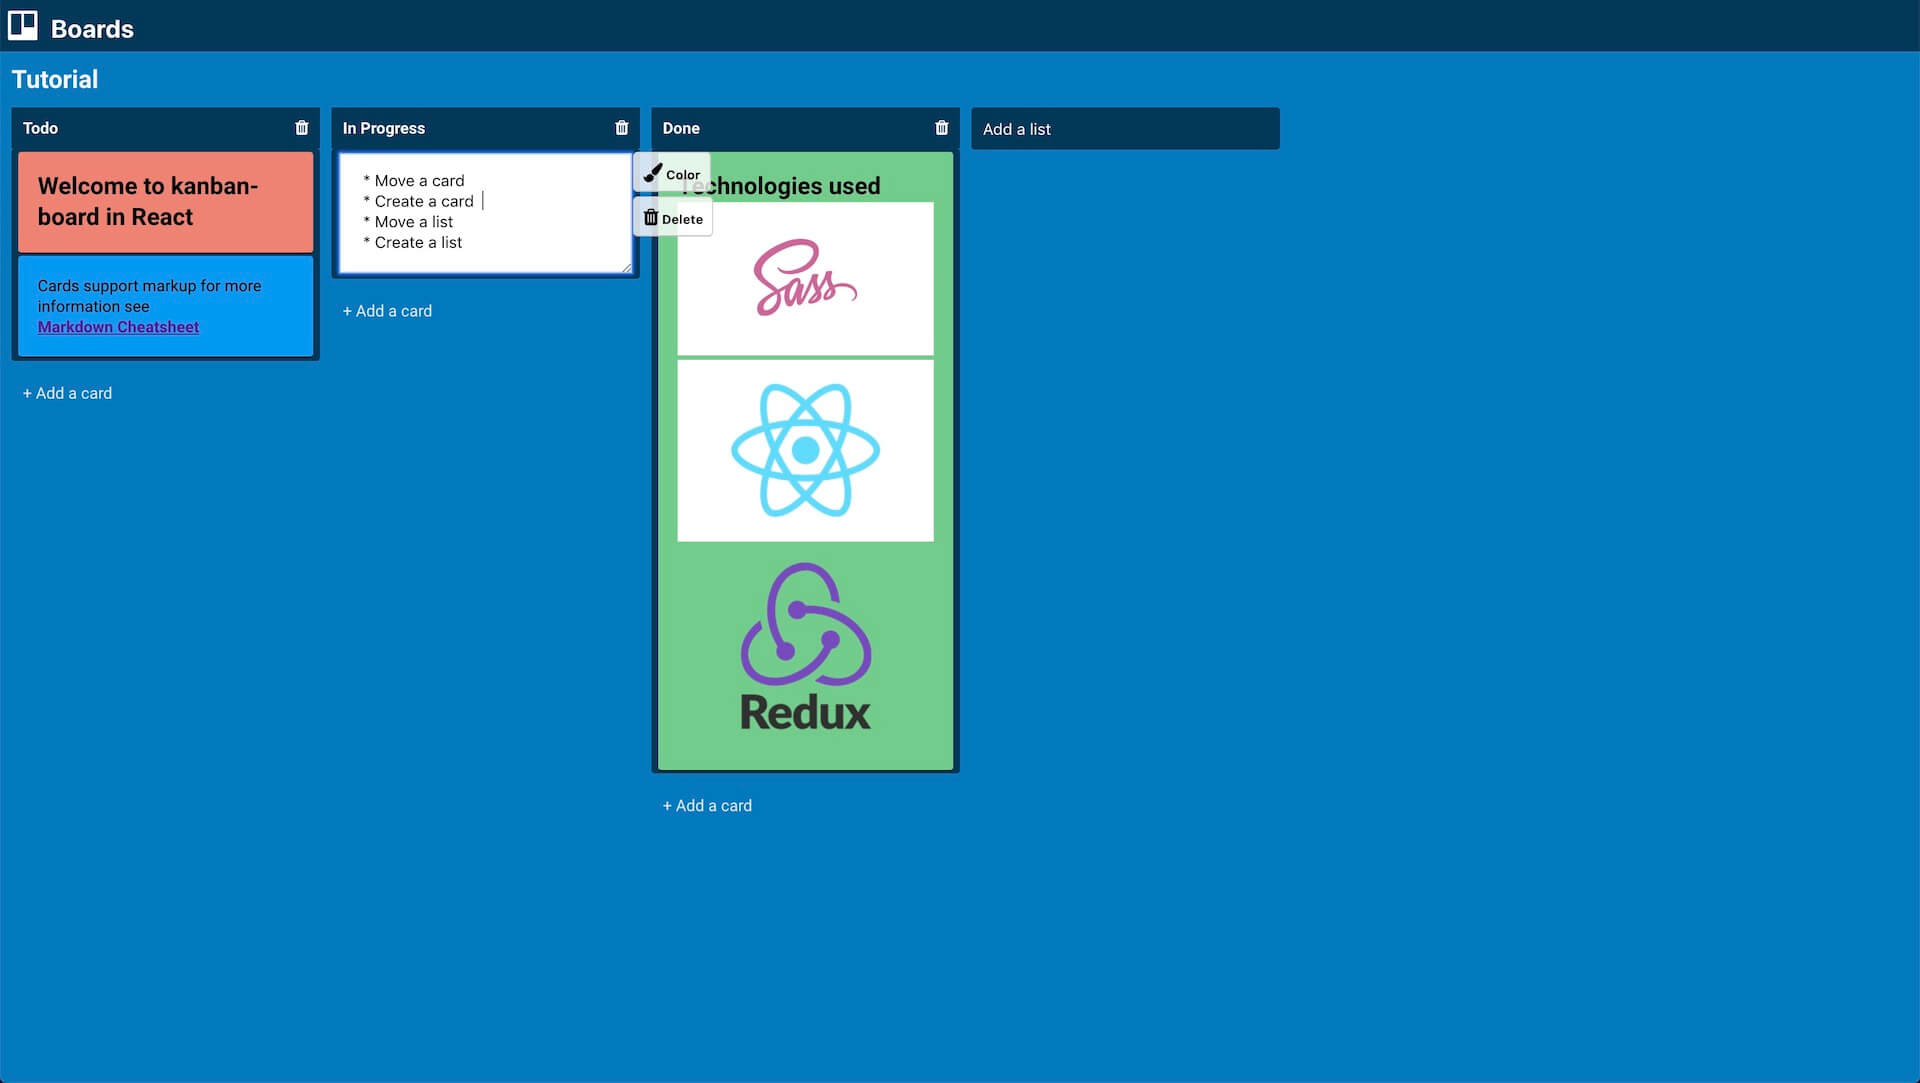 Boards
Tutorial
Todo
Welcome to kanban-
board in React
Cards support markup for more
information see
Markdown Cheatsheet
+ Add a card
In Progress
* Move a card
* Create a card
* Move a list
* Create a list
+ Add a card
Color
Delete
Done
Technologies used
Sass
Redux
+ Add a card
Add a list